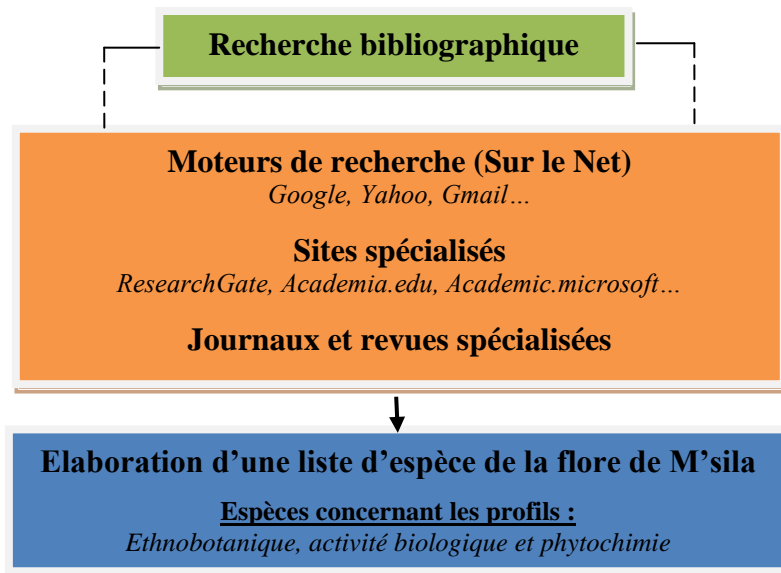 Recherche bibliographique
Moteurs de recherche (Sur le Net)
Google, Yahoo, Gmail…
Sites spécialisés
ResearchGate, Academia.edu, Academic.microsoft…
Journaux et revues spécialisées
Elaboration d’une liste d’espèce de la flore de M’sila
Espèces concernant les profils :
Ethnobotanique, activité biologique et phytochimie